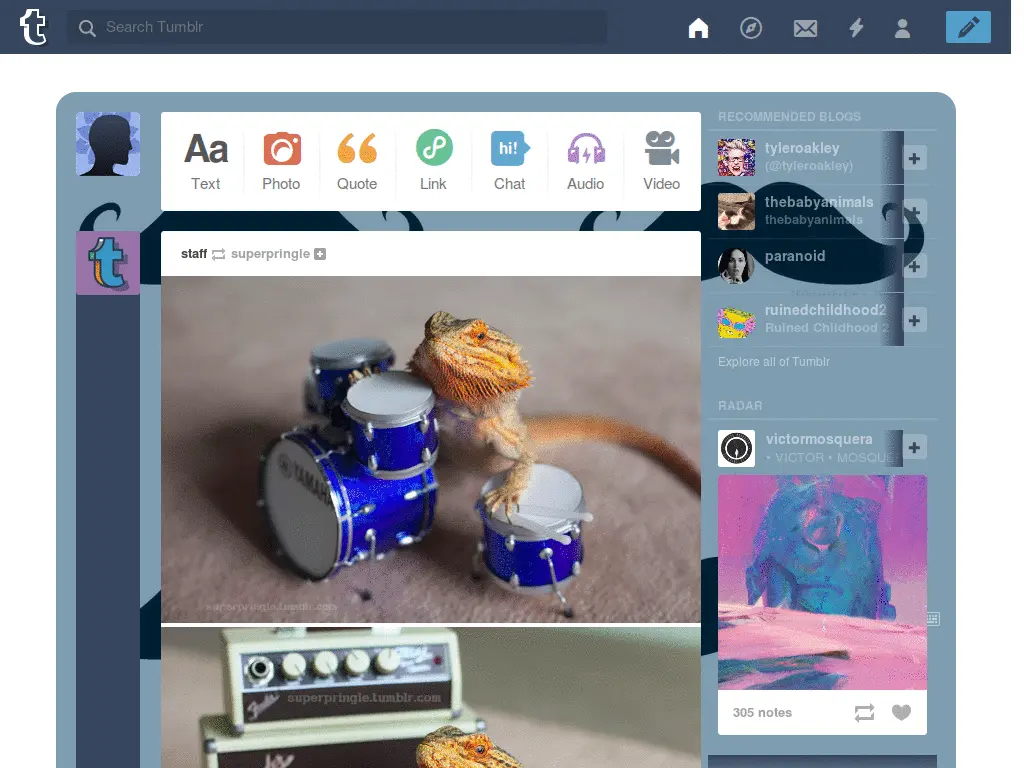 Search Tumblr
Aa
hi!
Text
Photo
Quote
Link
Chat
Audio
Video
staff superpringle
YAMAHA
superpringle.tumblr.com
superpringle.tumblr.com
Fender
RECOMMENDED BLOGS
tyleroakley
(@tyleroakley)
thebabyanimals
thebabyanimals
paranoid
ruinedchildhood2
Ruined Childhood 2
Explore all of Tumblr
RADAR
victormosquera
• VICTOR • MOSQU
305 notes